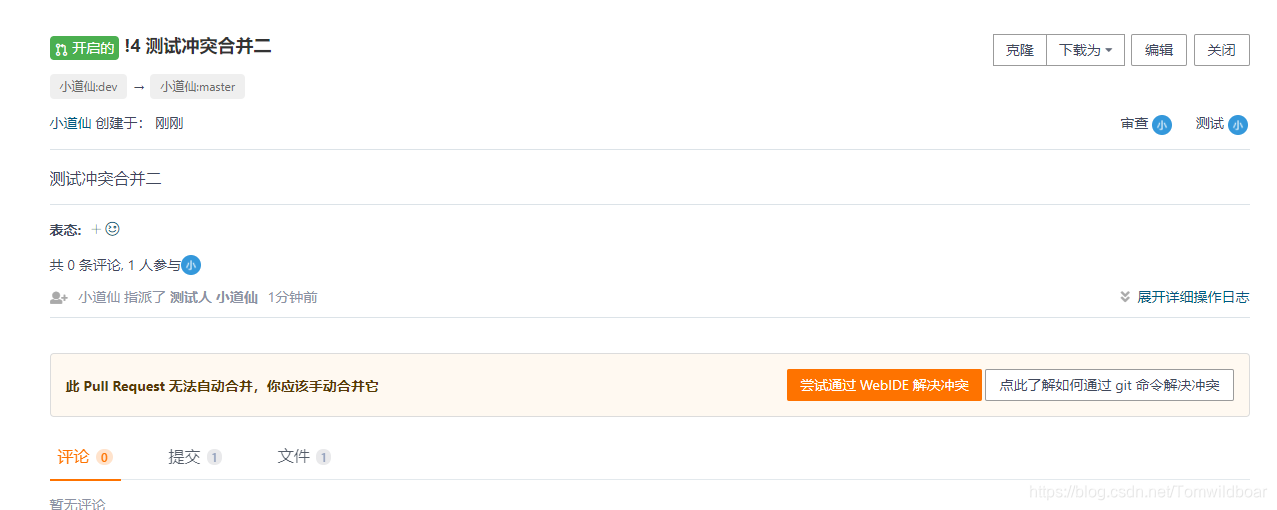 开启的 !4 测试冲突合并二 克隆 下载为 编辑 关闭
小道仙:dev → 小道仙:master
小道仙 创建于： 刚刚 审查 小 测试 小
测试冲突合并二
表态: +
共 0 条评论, 1 人参与 小
小道仙 指派了 测试人 小道仙 1分钟前 展开详细操作日志
此 Pull Request 无法自动合并，你应该手动合并它 尝试通过 WebIDE 解决冲突 点此了解如何通过 git 命令解决冲突
评论 0 提交 1 文件 1
暂无评论 https://blog.csdn.net/Tomwildboar